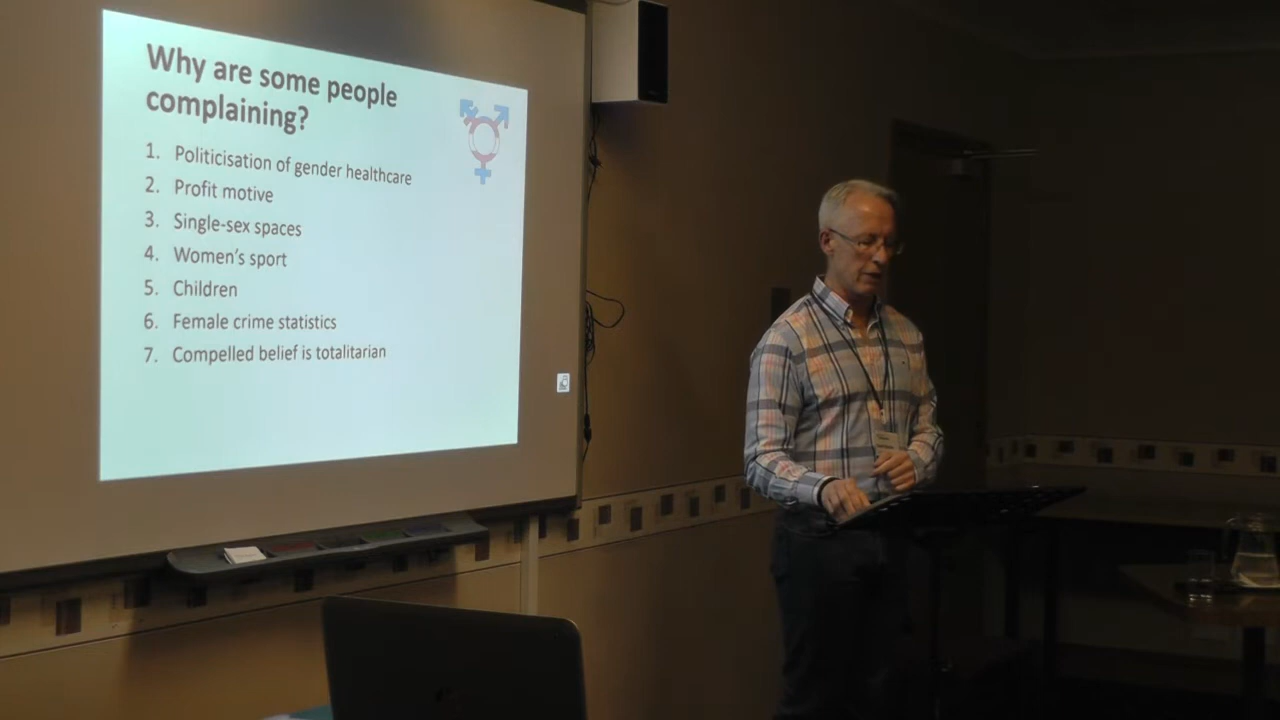 Why are some people
complaining?
1. Politicisation of gender healthcare
2. Profit motive
3. Single-sex spaces
4. Women's sport
5. Children
6. Female crime statistics
7. Compelled belief is totalitarian